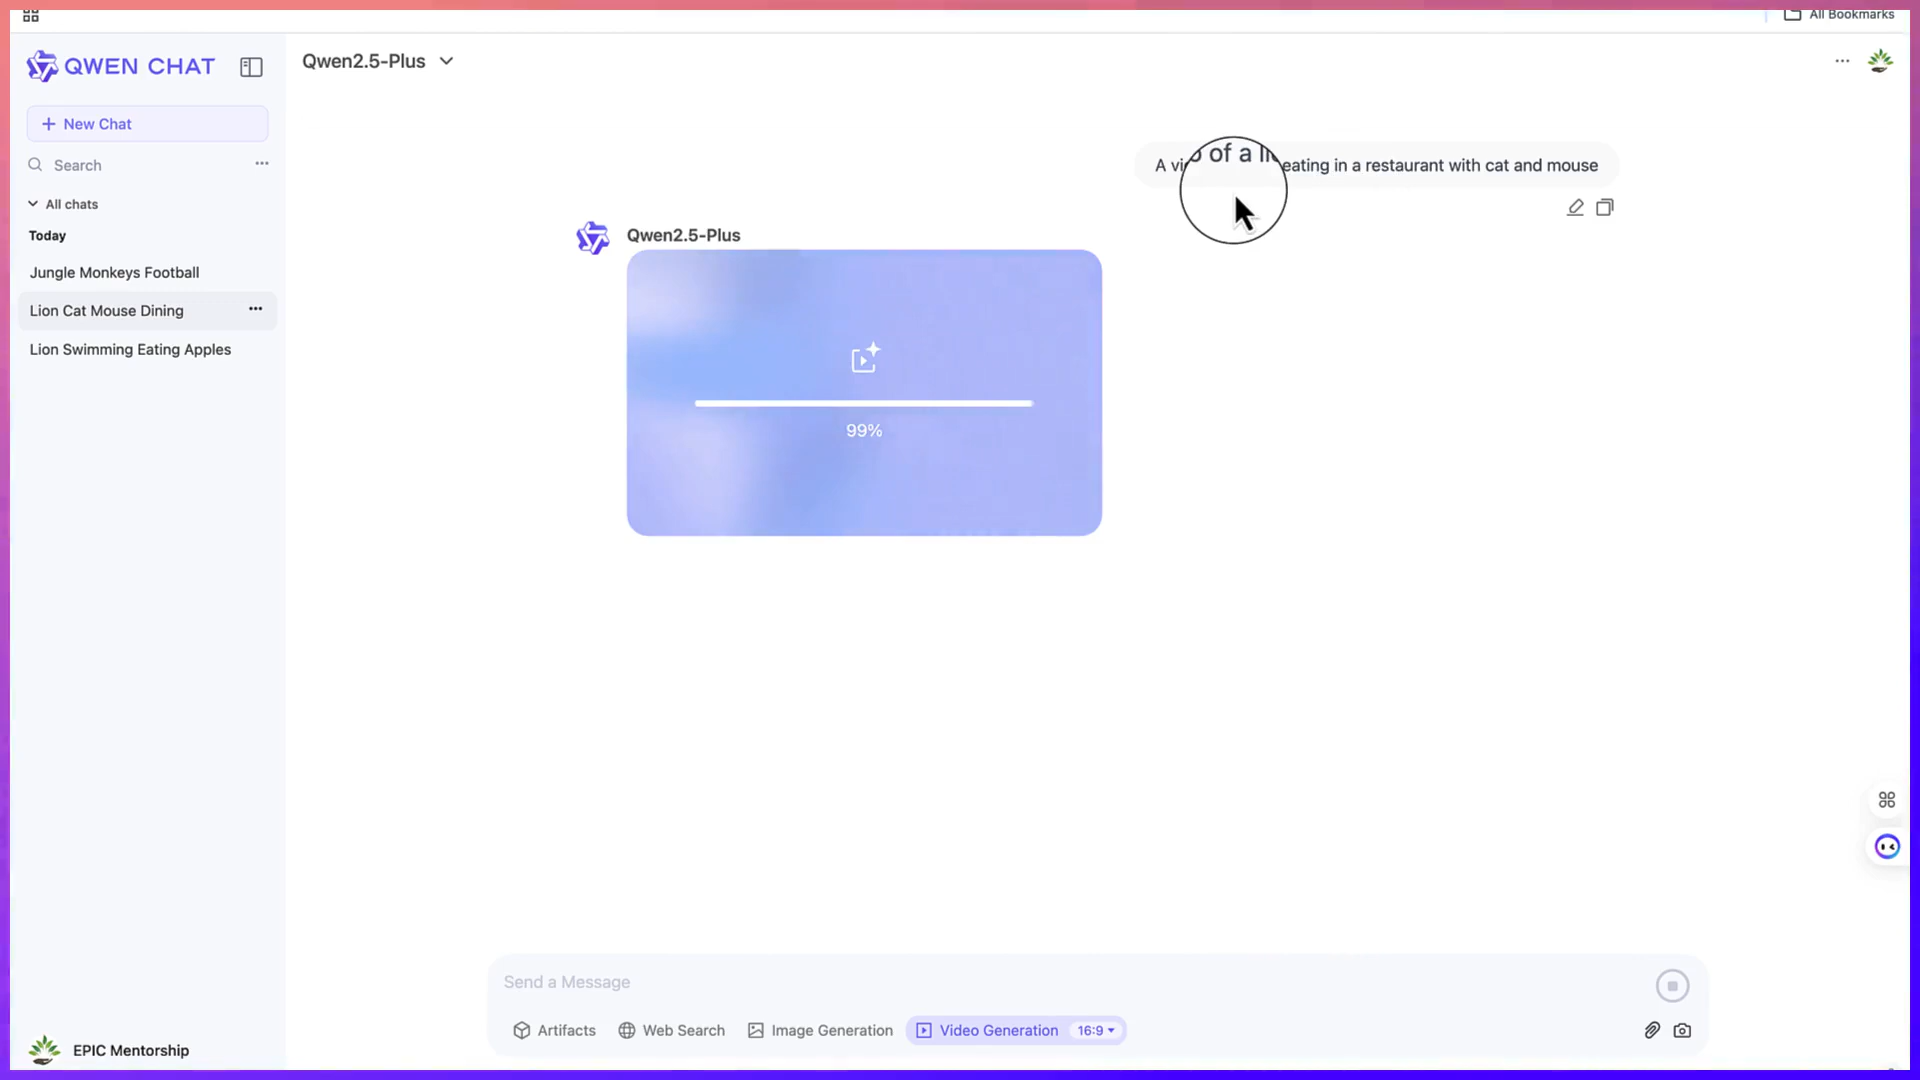 All Bookmarks
QWEN CHAT
New Chat
Search
All chats
Today
Jungle Monkeys Football
Lion Cat Mouse Dining
Lion Swimming Eating Apples
EPIC Mentorship
Qwen2.5-Plus
A vi o of a li eating in a restaurant with cat and mouse
Qwen2.5-Plus
99%
Send a Message
Artifacts Web Search Image Generation Video Generation 16:9